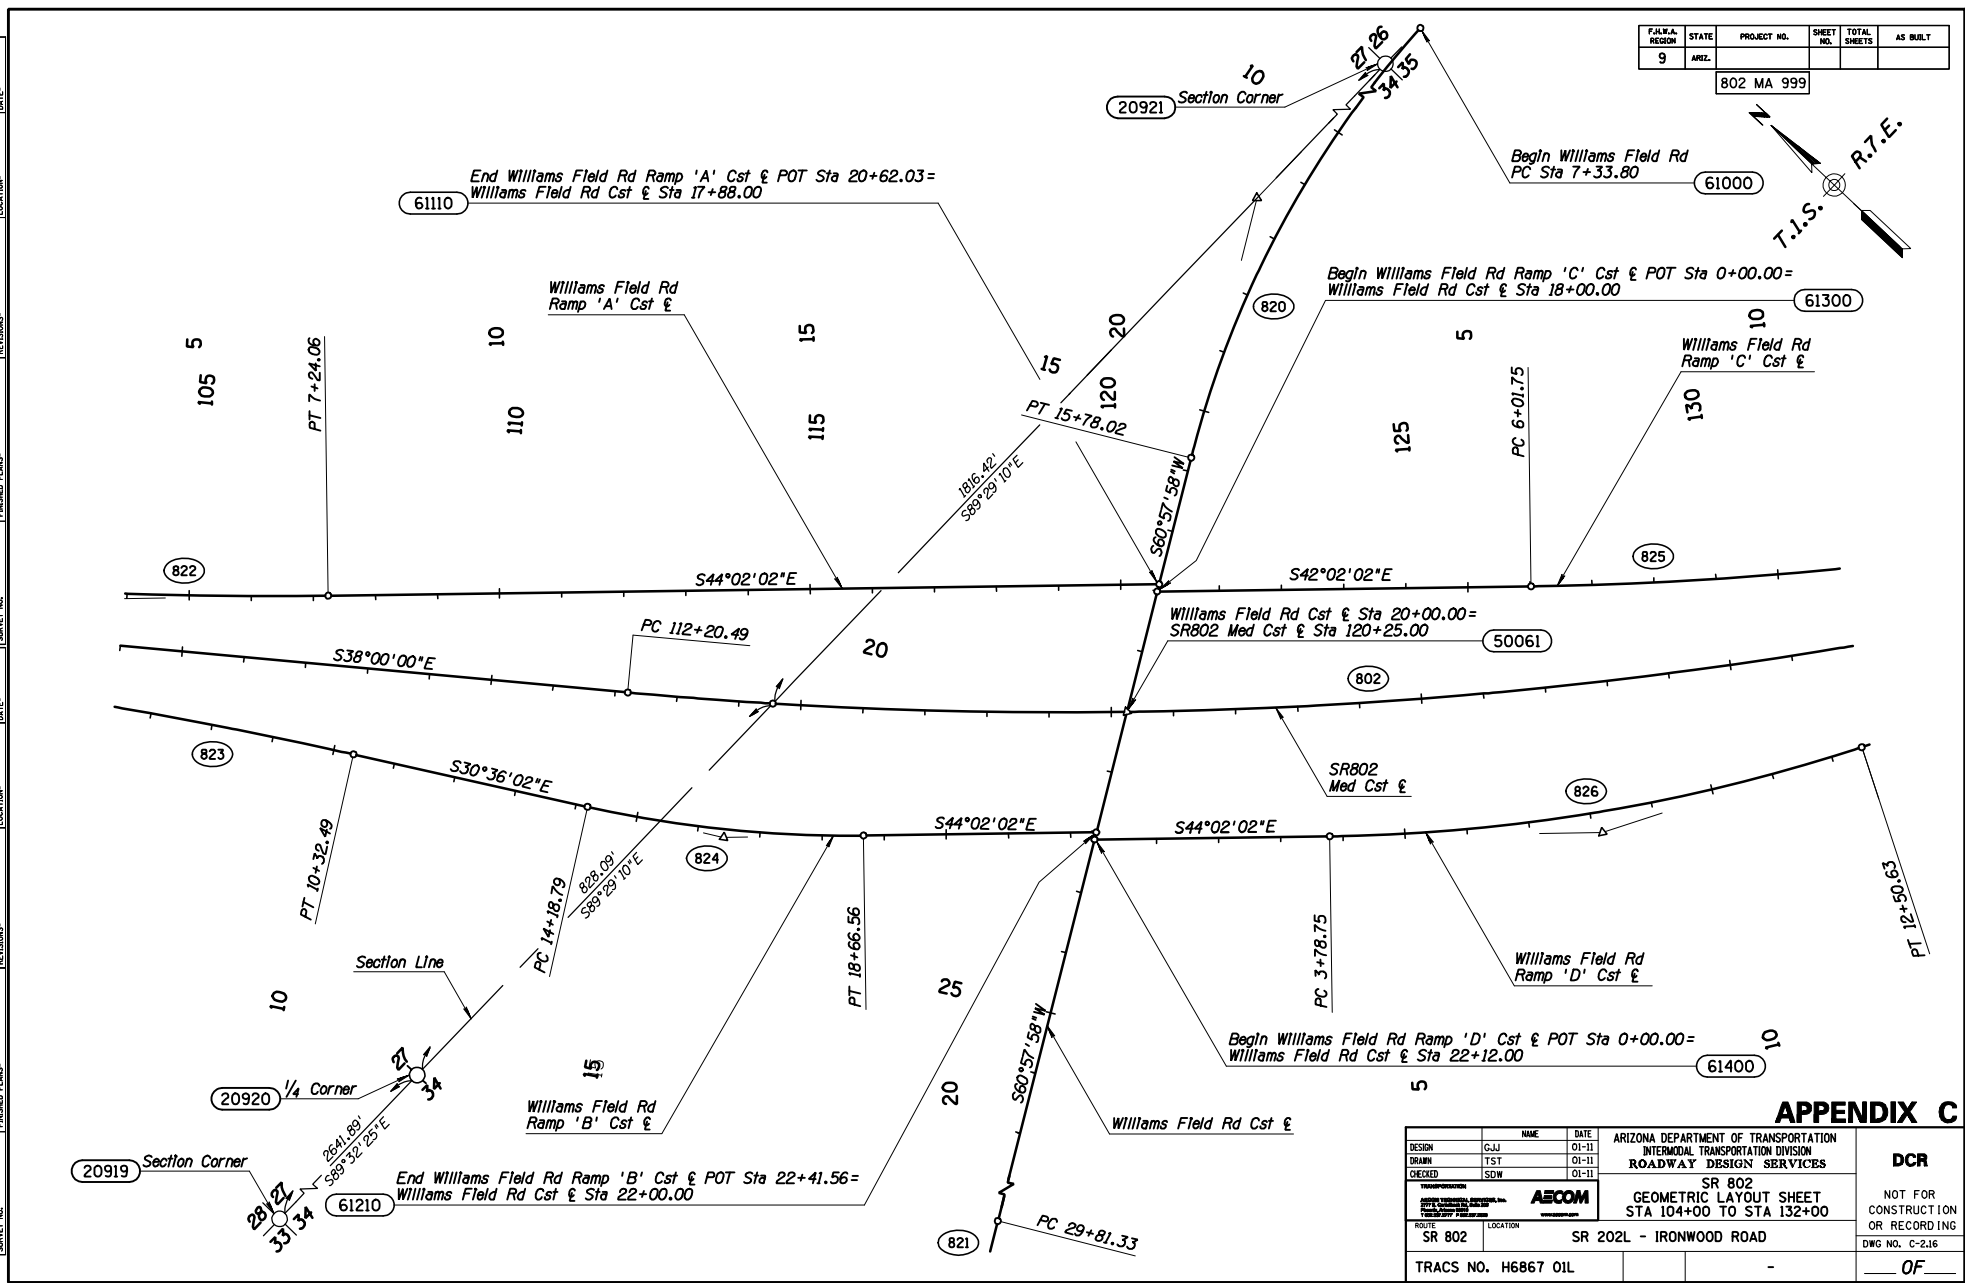 F.H.W.A. REGION STATE PROJECT NO. SHEET NO. TOTAL SHEETS AS BUILT
9 ARIZ.
802 MA 999
N
R.7.E.
T.1.S.
27 26
34 35
10
20921 Section Corner
Begin Williams Field Rd
PC Sta 7+33.80
61000
End Williams Field Rd Ramp 'A' Cst ℄ POT Sta 20+62.03=
Williams Field Rd Cst ℄ Sta 17+88.00
61110
Begin Williams Field Rd Ramp 'C' Cst ℄ POT Sta 0+00.00=
Williams Field Rd Cst ℄ Sta 18+00.00
61300
Williams Field Rd
Ramp 'A' Cst ℄
820
5
10
15
20
15
5
10
Williams Field Rd
Ramp 'C' Cst ℄
105
PT 7+24.06
110
115
120
PT 15+78.02
125
PC 6+01.75
130
1816.42'
S89°29'10"E
S60°57'58"W
822
S44°02'02"E
S42°02'02"E
825
Williams Field Rd Cst ℄ Sta 20+00.00=
SR802 Med Cst ℄ Sta 120+25.00
50061
PC 112+20.49
20
S38°00'00"E
802
823
S30°36'02"E
SR802
Med Cst ℄
826
S44°02'02"E
S44°02'02"E
824
828.09'
S89°29'10"E
PT 10+32.49
PC 14+18.79
PT 18+66.56
PC 3+78.75
PT 12+50.63
Section Line
10
25
Williams Field Rd
Ramp 'D' Cst ℄
S60°57'58"W
Begin Williams Field Rd Ramp 'D' Cst ℄ POT Sta 0+00.00=
Williams Field Rd Cst ℄ Sta 22+12.00
61400
10
27
34
20920 1/4 Corner
15
20
5
Williams Field Rd
Ramp 'B' Cst ℄
Williams Field Rd Cst ℄
2641.89'
S89°32'25"E
20919 Section Corner
28 27
33 34
End Williams Field Rd Ramp 'B' Cst ℄ POT Sta 22+41.56=
Williams Field Rd Cst ℄ Sta 22+00.00
61210
821
PC 29+81.33
APPENDIX C
NAME DATE
DESIGN GJJ 01-11
DRAWN TST 01-11
CHECKED SDW 01-11
TRANSPORTATION
AECOM
ARIZONA DEPARTMENT OF TRANSPORTATION
INTERMODAL TRANSPORTATION DIVISION
ROADWAY DESIGN SERVICES
SR 802
GEOMETRIC LAYOUT SHEET
STA 104+00 TO STA 132+00
DCR
NOT FOR
CONSTRUCTION
OR RECORDING
ROUTE
SR 802
LOCATION
SR 202L - IRONWOOD ROAD
DWG NO. C-2.16
TRACS NO. H6867 01L
-
OF